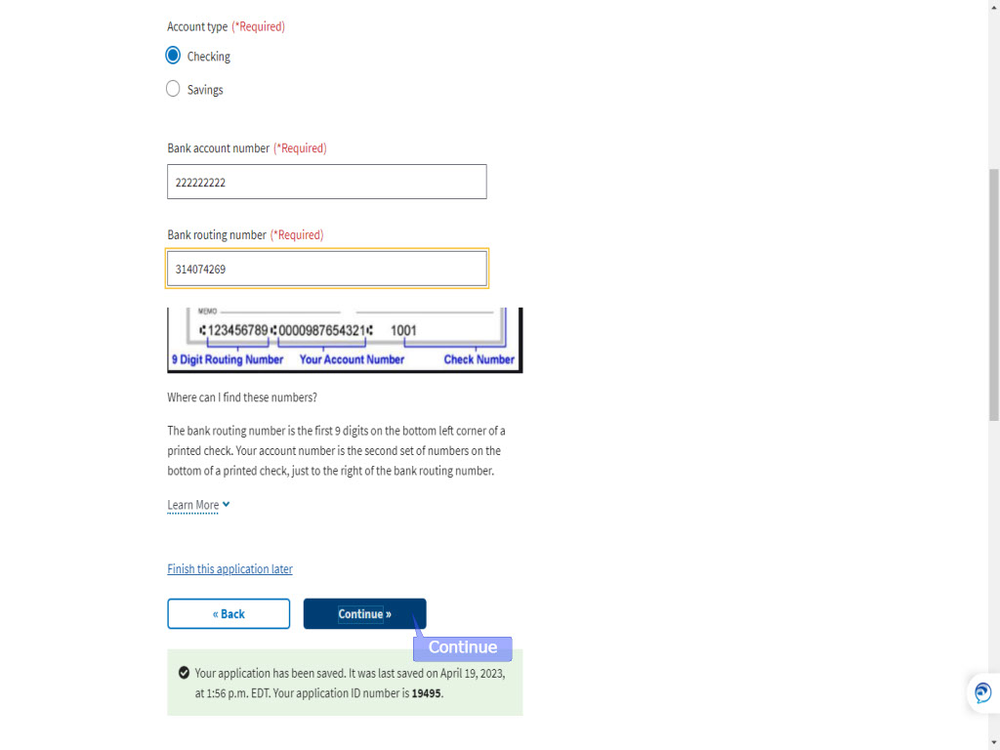 Account type (*Required)
Checking
Savings
Bank account number (*Required)
222222222
Bank routing number (*Required)
314074269
MEMO
⑆123456789⑆0000987654321⑆ 1001
9 Digit Routing Number Your Account Number Check Number
Where can I find these numbers?
The bank routing number is the first 9 digits on the bottom left corner of a
printed check. Your account number is the second set of numbers on the
bottom of a printed check, just to the right of the bank routing number.
Learn More
Finish this application later
« Back Continue »
Continue
Your application has been saved. It was last saved on April 19, 2023,
at 1:56 p.m. EDT. Your application ID number is 19495.